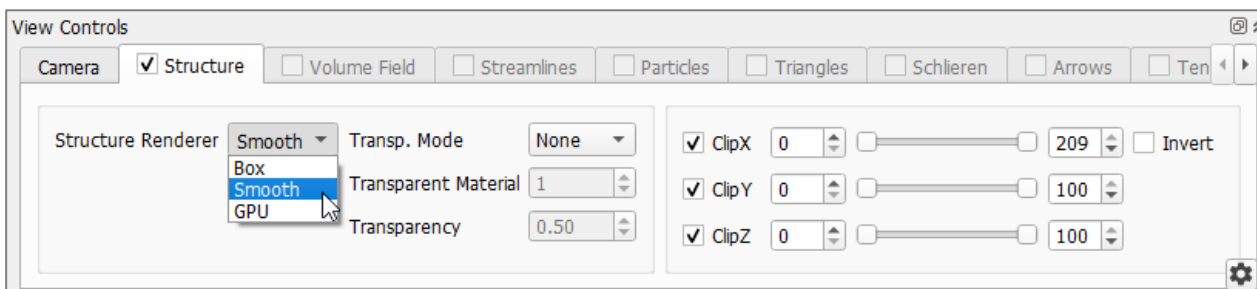 View Controls
Camera Structure Volume Field Streamlines Particles Triangles Schlieren Arrows Ten
Structure Renderer Smooth Transp. Mode None ClipX 0 209 Invert
Box
Smooth Transparent Material 1 ClipY 0 100
GPU
Transparency 0.50 ClipZ 0 100